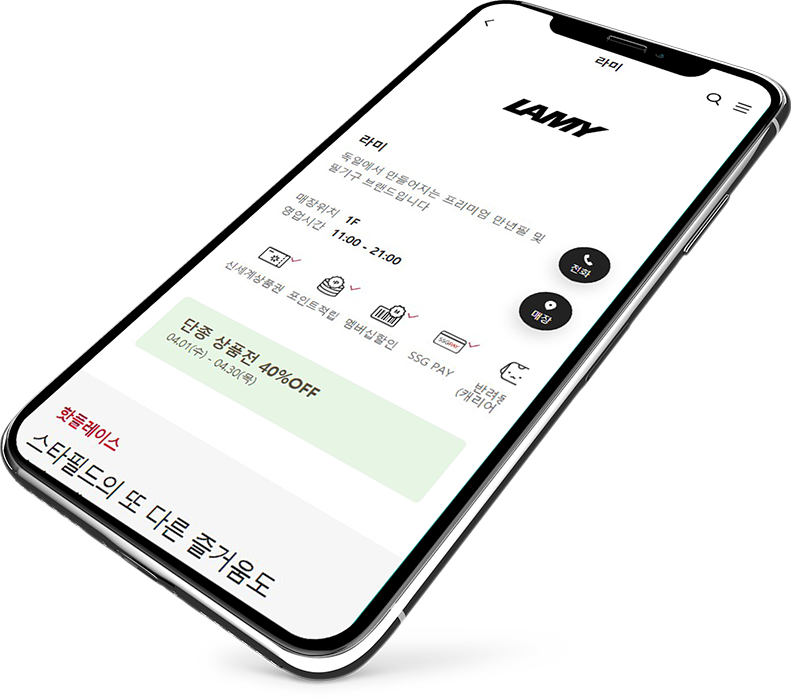 라미
LAMY
라미
독일에서 만들어지는 프리미엄 만년필 및
필기구 브랜드입니다
매장위치 1F
영업시간 11:00 - 21:00
전화
매장
신세계상품권 포인트적립 멤버십할인 SSG PAY
SSGPAY
(캐리어
단종 상품전 40%OFF
04.01(수) - 04.30(목)
핫플레이스
스타필드의 또 다른 즐거움도